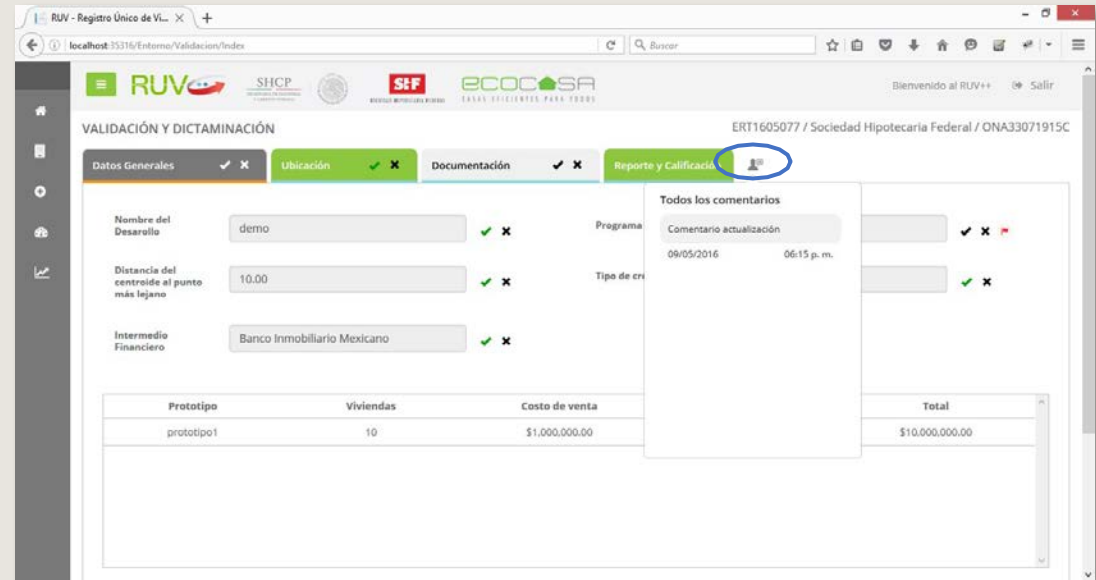 RUV - Registro Único de Vi...
localhost:35316/Entorno/Validacion/Index
Buscar
RUV
SHCP
SHF
ECOCASA
CASAS EFICIENTES PARA TODOS
Bienvenido al RUV++
Salir
VALIDACIÓN Y DICTAMINACIÓN
ERT1605077 / Sociedad Hipotecaria Federal / ONA33071915C
Datos Generales
Ubicación
Documentación
Reporte y Calificación
Todos los comentarios
Comentario actualización
09/05/2016 06:15 p. m.
Nombre del
Desarollo
demo
Programa
Distancia del
centroide al punto
más lejano
10.00
Tipo de cré
Intermedio
Financiero
Banco Inmobiliario Mexicano
Prototipo Viviendas Costo de venta Total
prototipo1 10 $1,000,000.00 $10,000,000.00